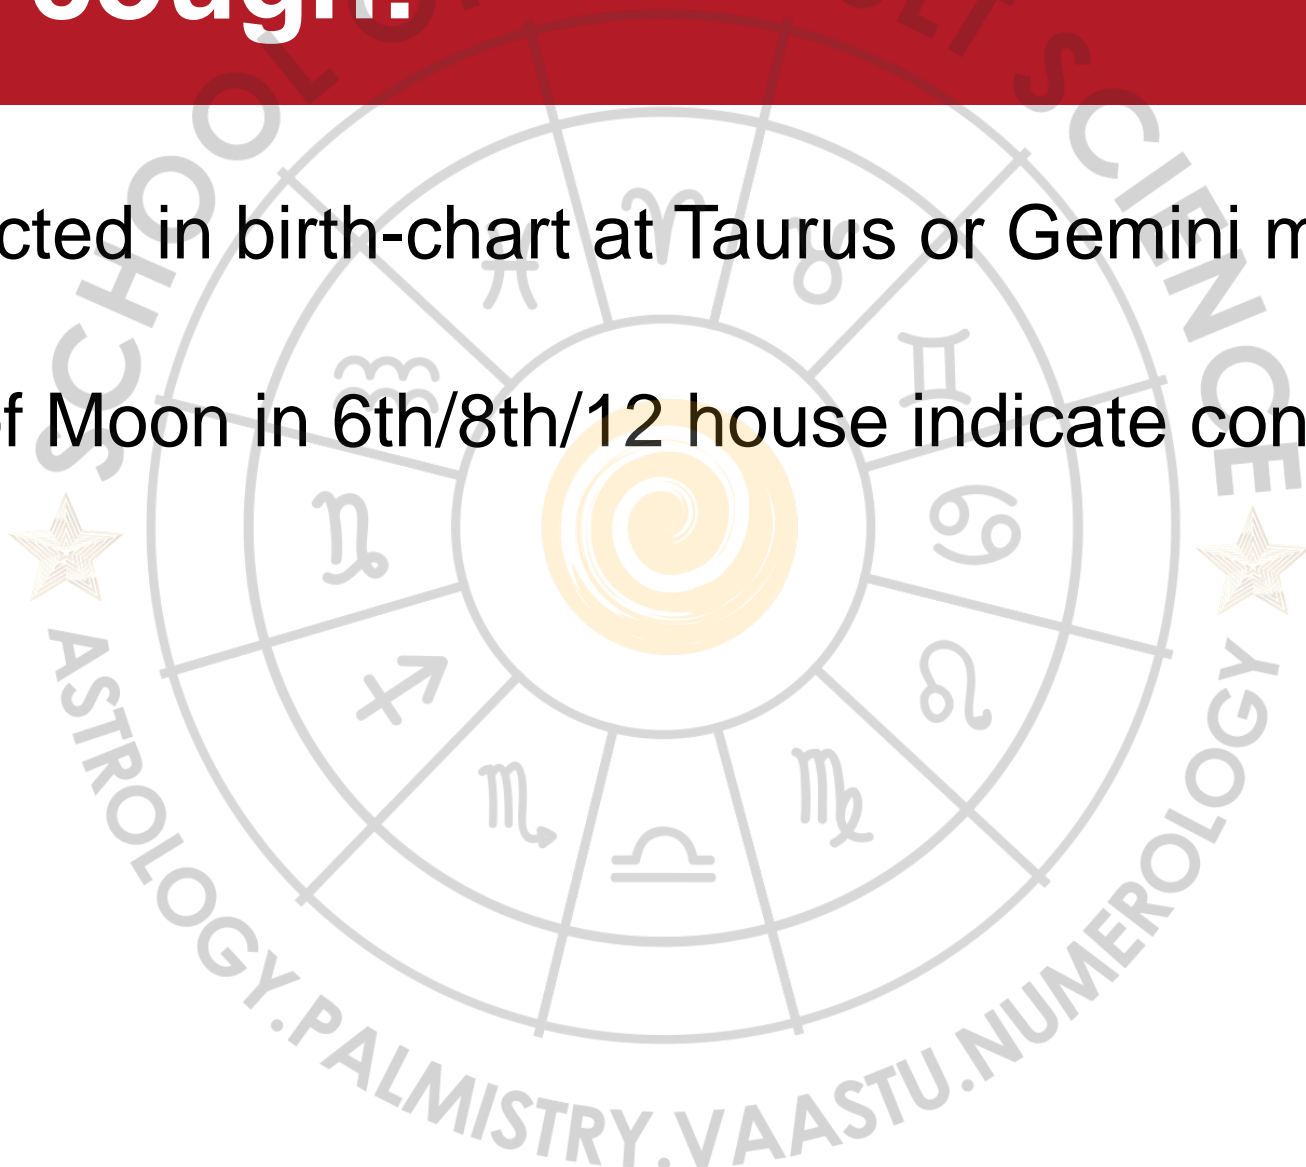 cough:
cted in birth-chart at Taurus or Gemini m
f Moon in 6th/8th/12 house indicate con
SCHOOL SCIENCE
ASTROLOGY.PALMISTRY.VAASTU.NUMEROLOGY